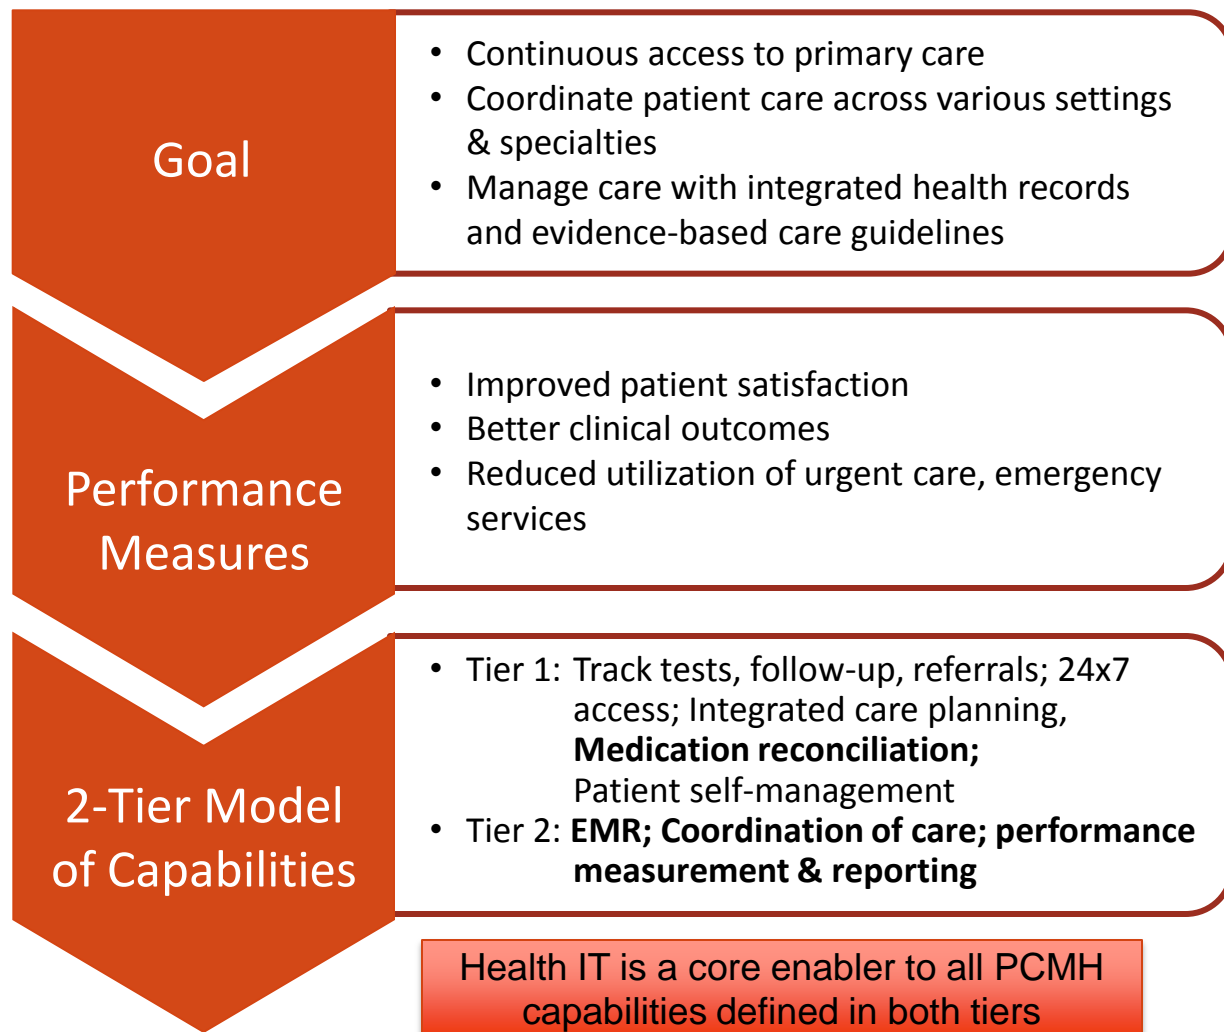 Goal
• Continuous access to primary care
• Coordinate patient care across various settings
& specialties
• Manage care with integrated health records
and evidence-based care guidelines
Performance
Measures
• Improved patient satisfaction
• Better clinical outcomes
• Reduced utilization of urgent care, emergency
services
2-Tier Model
of Capabilities
• Tier 1: Track tests, follow-up, referrals; 24x7
access; Integrated care planning,
Medication reconciliation;
Patient self-management
• Tier 2: EMR; Coordination of care; performance
measurement & reporting
Health IT is a core enabler to all PCMH
capabilities defined in both tiers